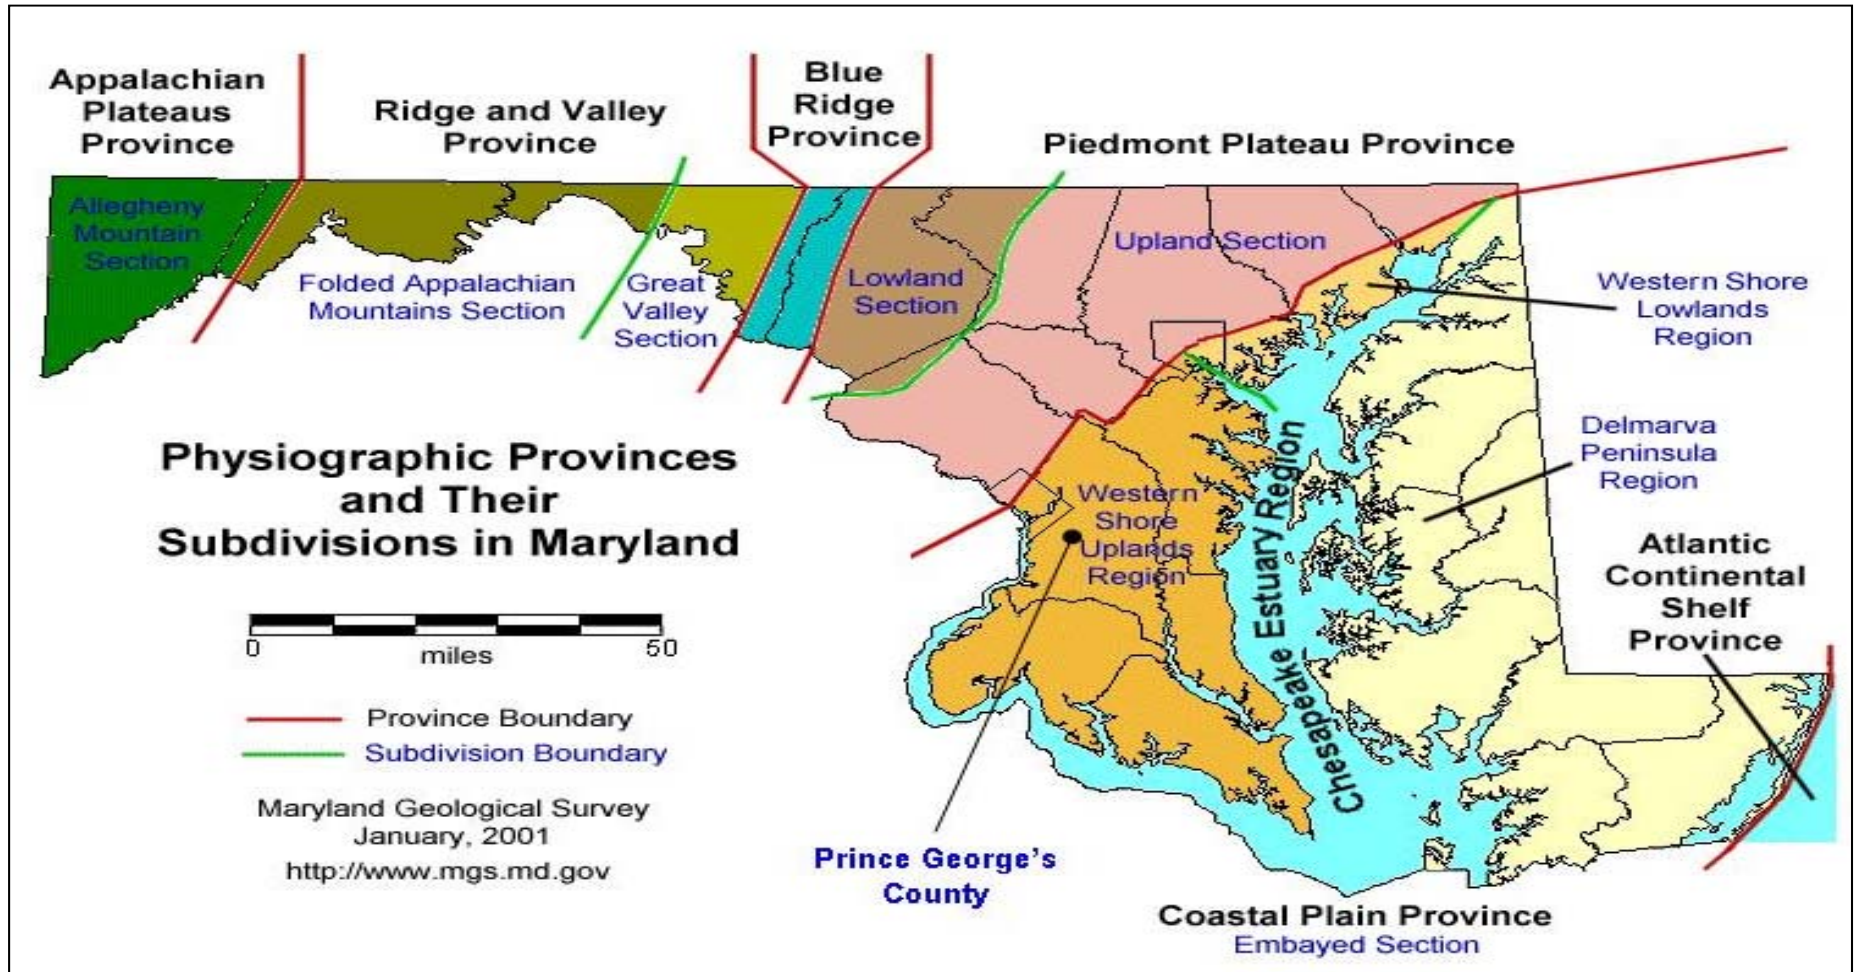 Appalachian
Plateaus
Province
Ridge and Valley
Province
Blue
Ridge
Province
Piedmont Plateau Province
Allegheny
Mountain
Section
Folded Appalachian
Mountains Section
Great
Valley
Section
Lowland
Section
Upland Section
Western Shore
Lowlands
Region
Delmarva
Peninsula
Region
Western
Shore
Uplands
Region
Chesapeake Estuary Region
Atlantic
Continental
Shelf
Province
Physiographic Provinces
and Their
Subdivisions in Maryland
0 50
miles
Province Boundary
Subdivision Boundary
Maryland Geological Survey
January, 2001
http://www.mgs.md.gov
Prince George's
County
Coastal Plain Province
Embayed Section